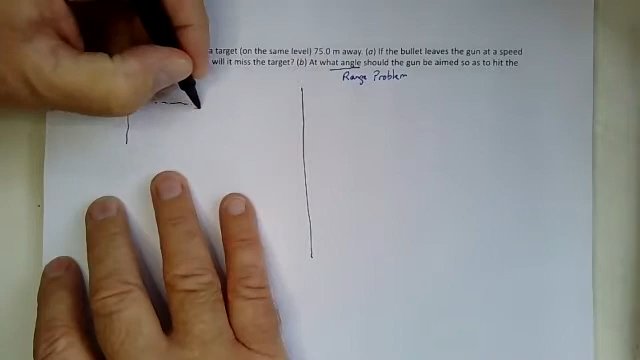 a target (on the same level) 75.0 m away. (a) If the bullet leaves the gun at a speed
will it miss the target? (b) At what angle should the gun be aimed so as to hit the
Range Problem